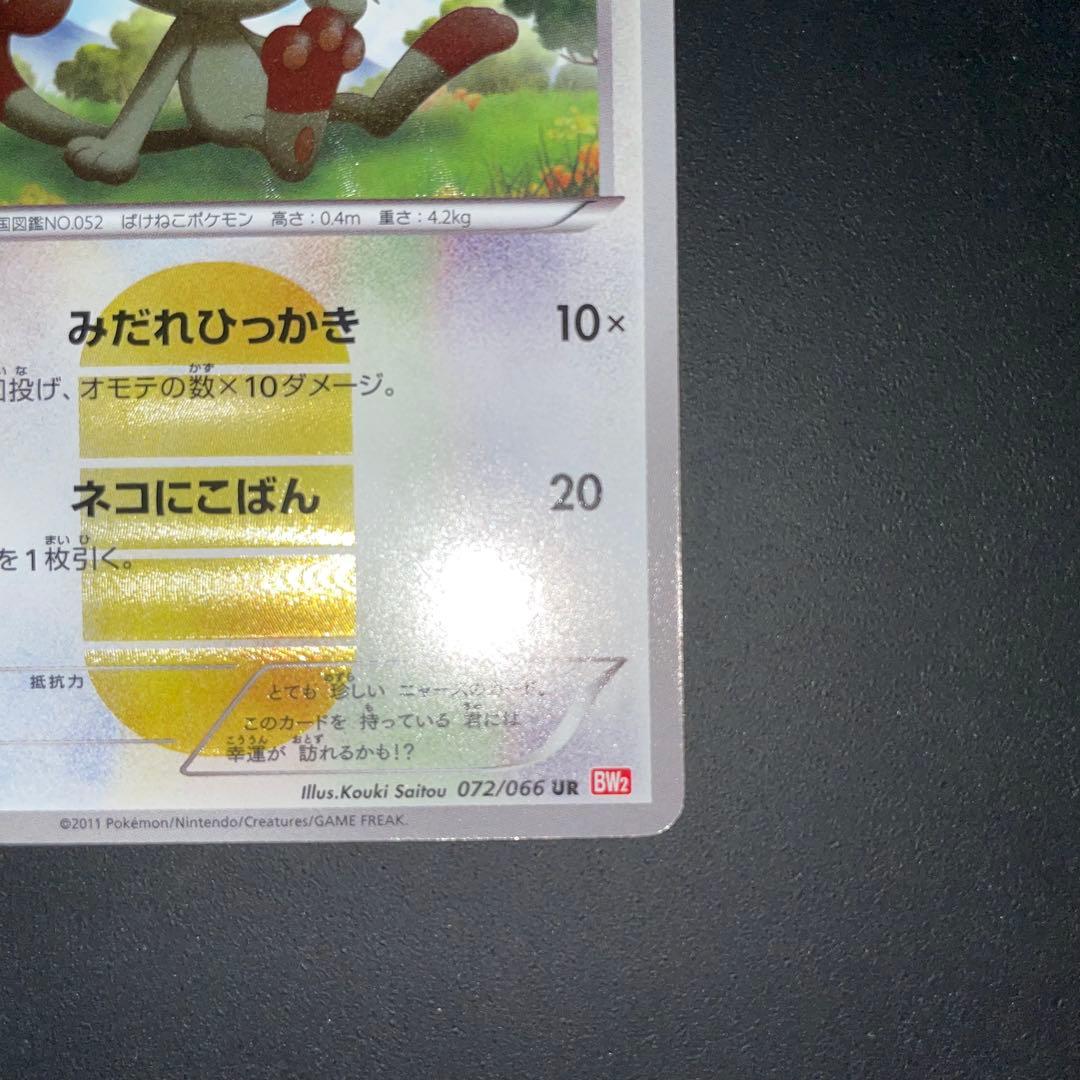 国図鑑NO.052 ばけねこポケモン 高さ：0.4m 重さ：4.2kg
みだれひっかき 10×
投げ、オモテの数×10ダメージ。
ネコにこばん 20
を1枚引く。
抵抗力
とても 珍しい ニャースのカード。
このカードを 持っている 君には
幸運が 訪れるかも!?
Illus.Kouki Saitou 072/066 UR BW2
©2011 Pokémon/Nintendo/Creatures/GAME FREAK.